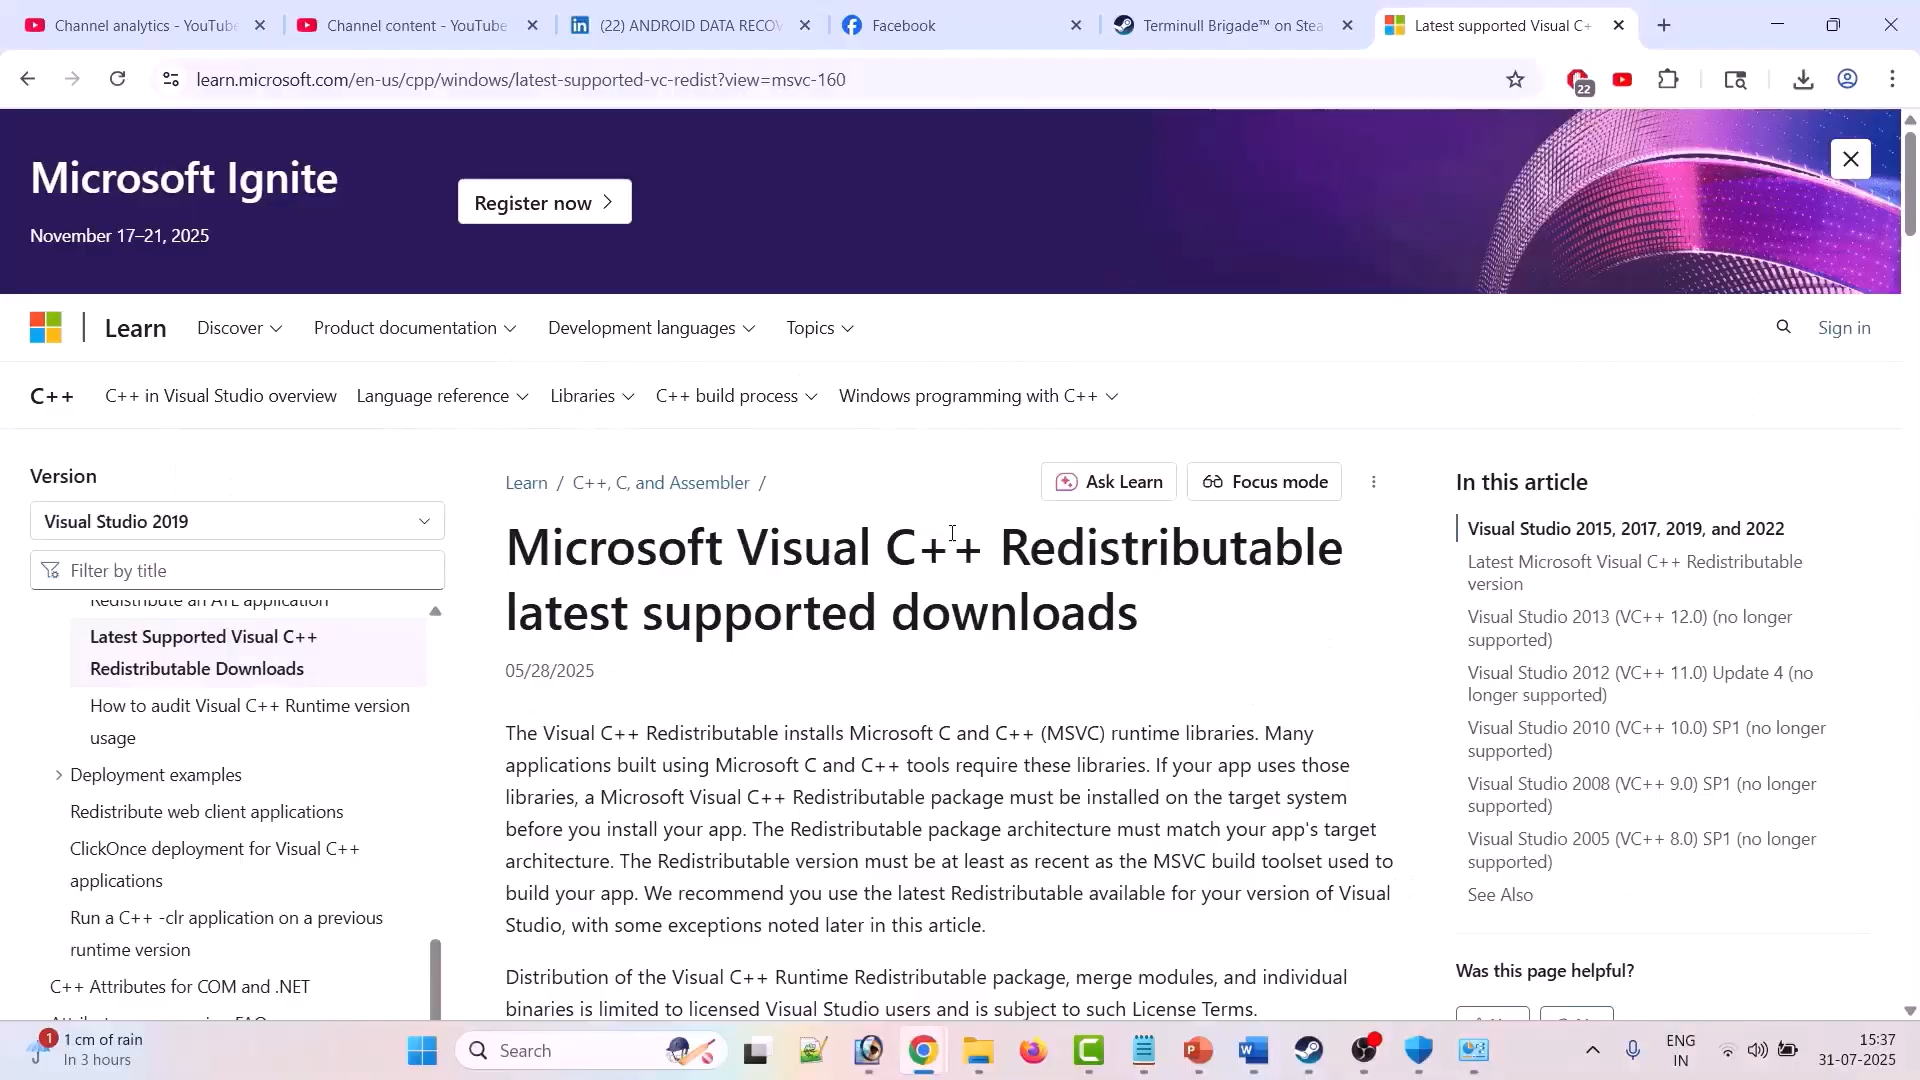 Channel analytics - YouTube
Channel content - YouTube
(22) ANDROID DATA RECOV
Facebook
Terminull Brigade™ on Stea
Latest supported Visual C+
learn.microsoft.com/en-us/cpp/windows/latest-supported-vc-redist?view=msvc-160
22
Microsoft Ignite
November 17–21, 2025
Register now
Learn
Discover
Product documentation
Development languages
Topics
Sign in
C++
C++ in Visual Studio overview
Language reference
Libraries
C++ build process
Windows programming with C++
Version
Visual Studio 2019
Filter by title
Redistribute an ATL application
Latest Supported Visual C++
Redistributable Downloads
How to audit Visual C++ Runtime version
usage
Deployment examples
Redistribute web client applications
ClickOnce deployment for Visual C++
applications
Run a C++ -clr application on a previous
runtime version
C++ Attributes for COM and .NET
Learn / C++, C, and Assembler /
Ask Learn
Focus mode
Microsoft Visual C++ Redistributable
latest supported downloads
05/28/2025
The Visual C++ Redistributable installs Microsoft C and C++ (MSVC) runtime libraries. Many
applications built using Microsoft C and C++ tools require these libraries. If your app uses those
libraries, a Microsoft Visual C++ Redistributable package must be installed on the target system
before you install your app. The Redistributable package architecture must match your app's target
architecture. The Redistributable version must be at least as recent as the MSVC build toolset used to
build your app. We recommend you use the latest Redistributable available for your version of Visual
Studio, with some exceptions noted later in this article.
Distribution of the Visual C++ Runtime Redistributable package, merge modules, and individual
binaries is limited to licensed Visual Studio users and is subject to such License Terms.
In this article
Visual Studio 2015, 2017, 2019, and 2022
Latest Microsoft Visual C++ Redistributable
version
Visual Studio 2013 (VC++ 12.0) (no longer
supported)
Visual Studio 2012 (VC++ 11.0) Update 4 (no
longer supported)
Visual Studio 2010 (VC++ 10.0) SP1 (no longer
supported)
Visual Studio 2008 (VC++ 9.0) SP1 (no longer
supported)
Visual Studio 2005 (VC++ 8.0) SP1 (no longer
supported)
See Also
Was this page helpful?
1
1 cm of rain
In 3 hours
Search
ENG
IN
15:37
31-07-2025